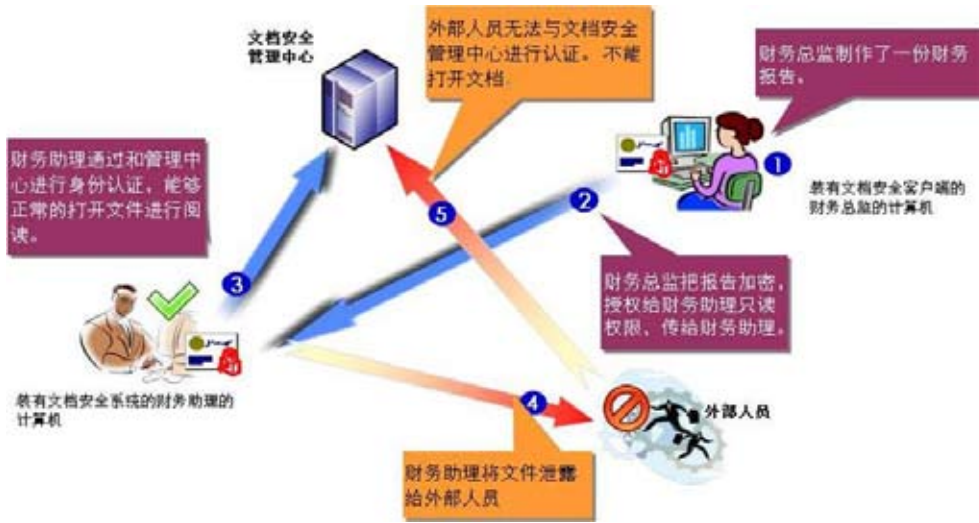 文档安全
管理中心
外部人员无法与文档安全
管理中心进行认证。不能
打开文档.
财务总监制作了一份财务
报告。
财务助理通过和管理中
心进行身份认证，能够
正常的打开文件进行阅
读。
1
装有文档安全客户端的
财务总监的计算机
2
5
3
财务总监把报告加密，
授权给财务助理只读
权限、传给财务助理。
装有文档安全系统的财务助理的
计算机
4
外部人员
财务助理将文件泄露
给外部人员